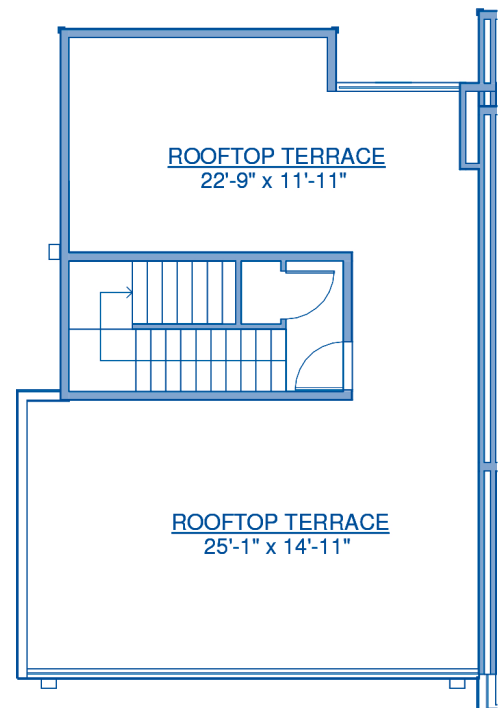 ROOFTOP TERRACE
22'-9" x 11'-11"
ROOFTOP TERRACE
25'-1" x 14'-11"